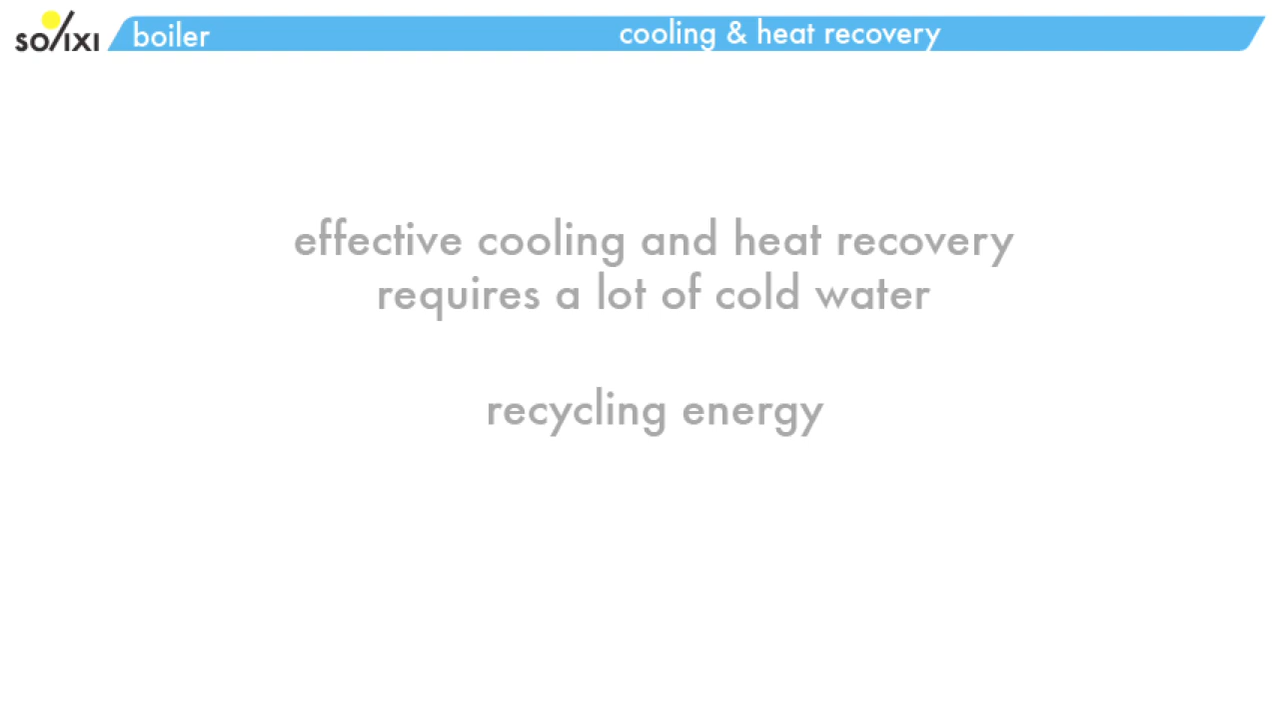 solixi
boiler
cooling & heat recovery
effective cooling and heat recovery
requires a lot of cold water
recycling energy